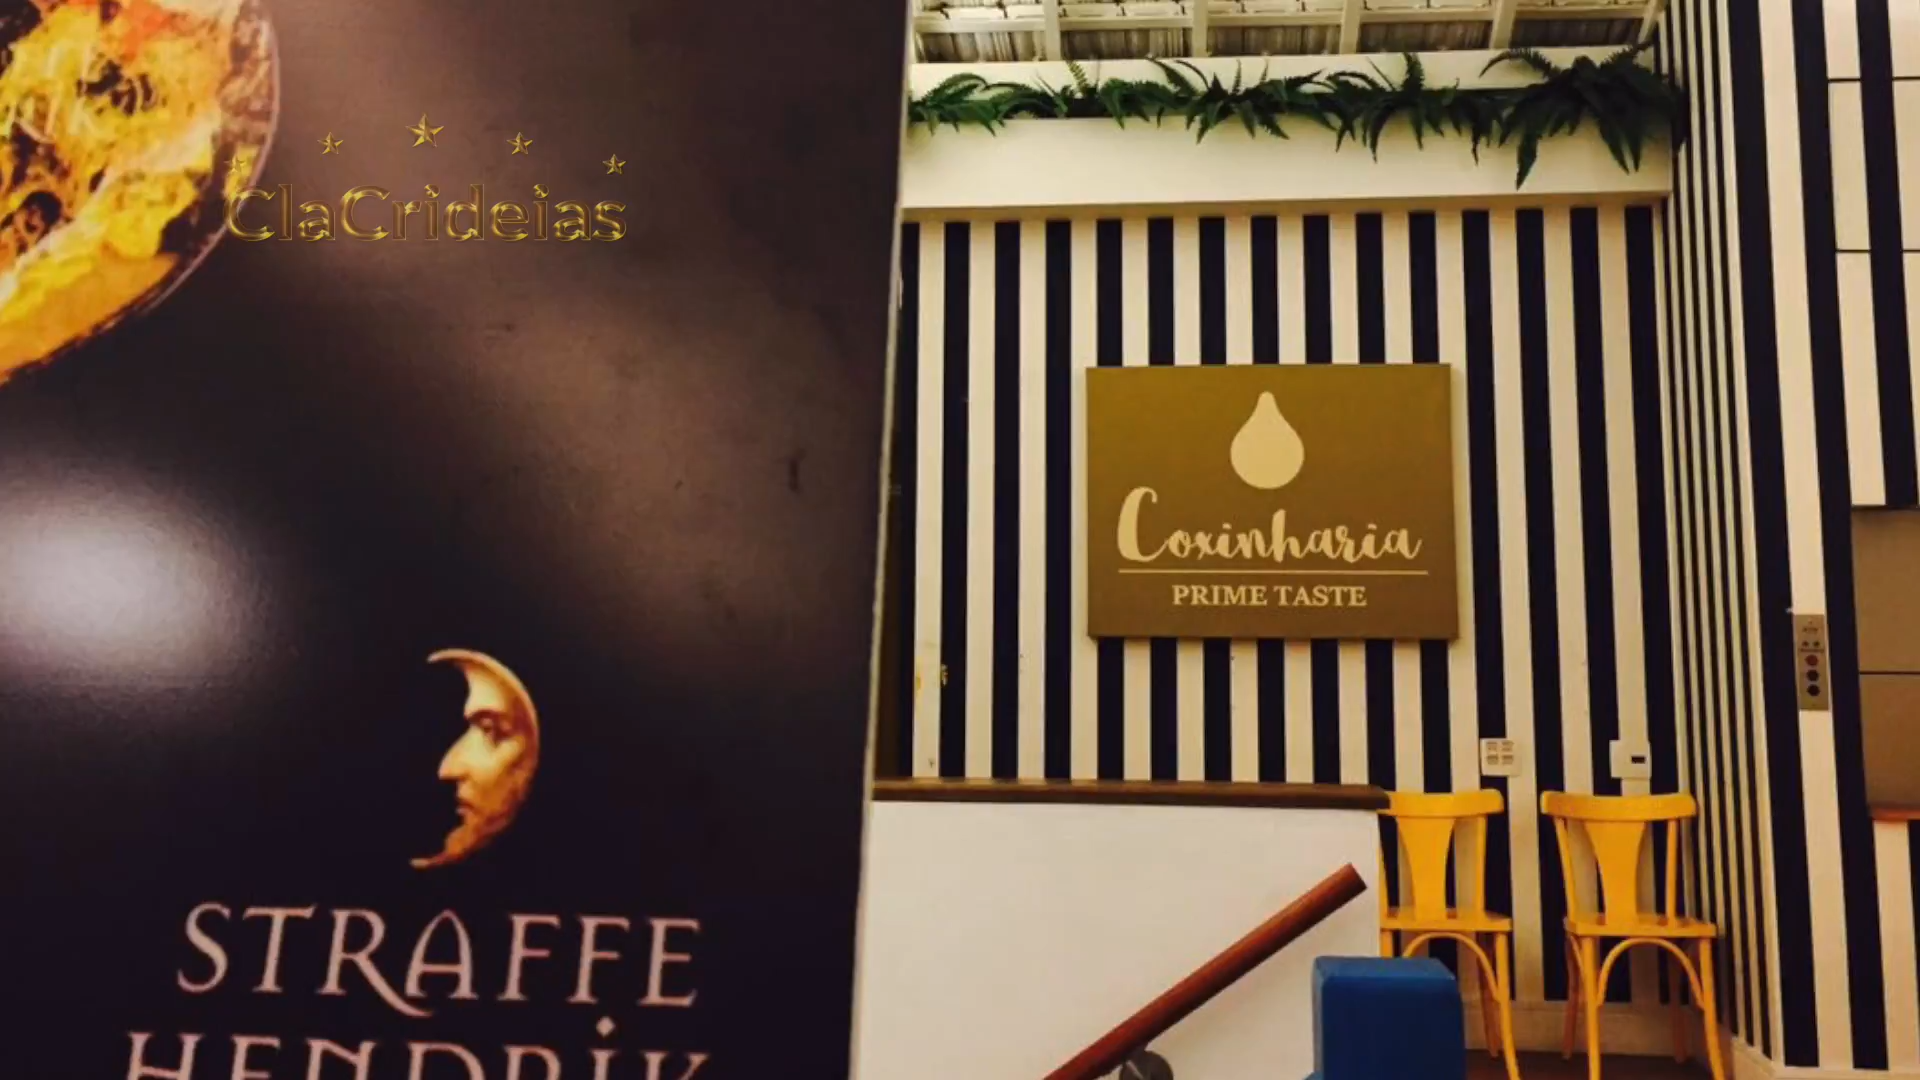 ClaCrideias
STRAFFE
HENDRIK
Coxinharia
PRIME TASTE